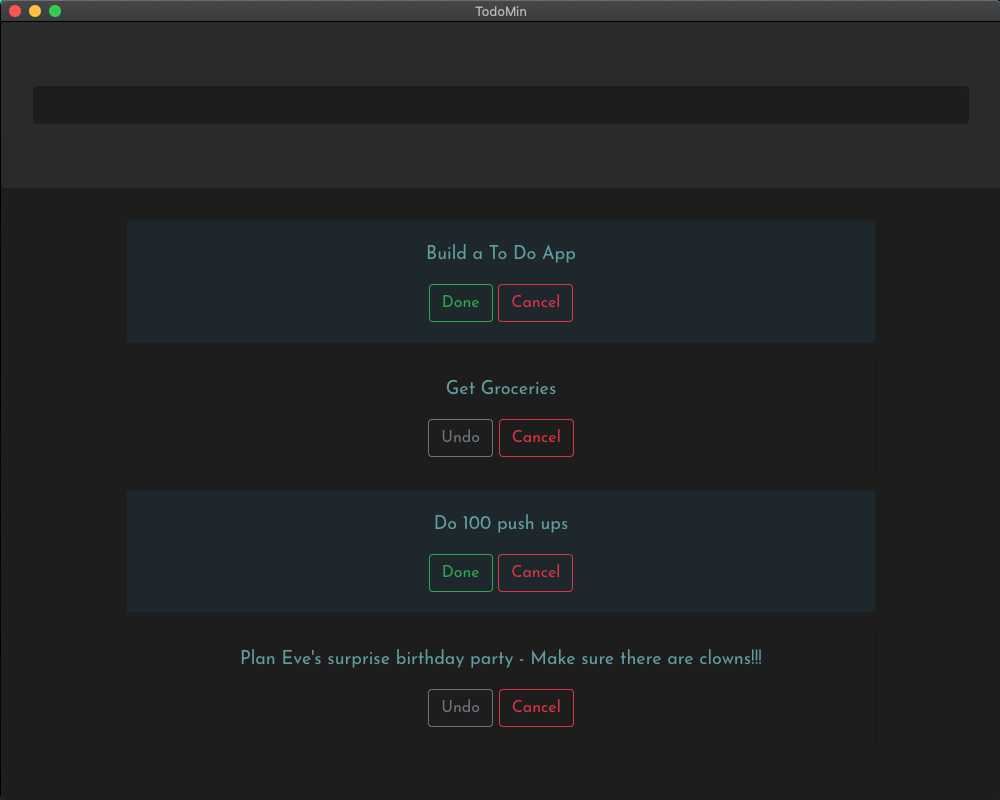 TodoMin
Build a To Do App
Done Cancel
Get Groceries
Undo Cancel
Do 100 push ups
Done Cancel
Plan Eve's surprise birthday party - Make sure there are clowns!!!
Undo Cancel